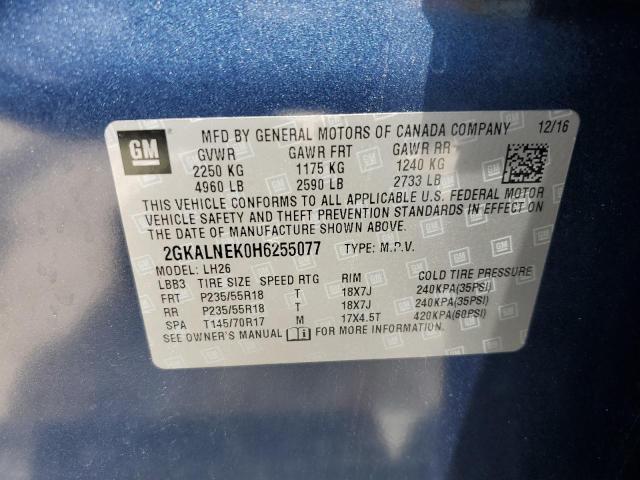 GM
MFD BY GENERAL MOTORS OF CANADA COMPANY 12/16
GVWR GAWR FRT GAWR RR
2250 KG 1175 KG 1240 KG
4960 LB 2590 LB 2733 LB
THIS VEHICLE CONFORMS TO ALL APPLICABLE U.S. FEDERAL MOTOR
VEHICLE SAFETY AND THEFT PREVENTION STANDARDS IN EFFECT ON
THE DATE OF MANUFACTURE SHOWN ABOVE.
2GKALNEK0H6255077 TYPE: M.P.V.
MODEL: LH26
LBB3 TIRE SIZE SPEED RTG RIM COLD TIRE PRESSURE
FRT P235/55R18 T 18X7J 240KPA(35PSI)
RR P235/55R18 T 18X7J 240KPA(35PSI)
SPA T145/70R17 M 17X4.5T 420KPA(60PSI)
SEE OWNER'S MANUAL